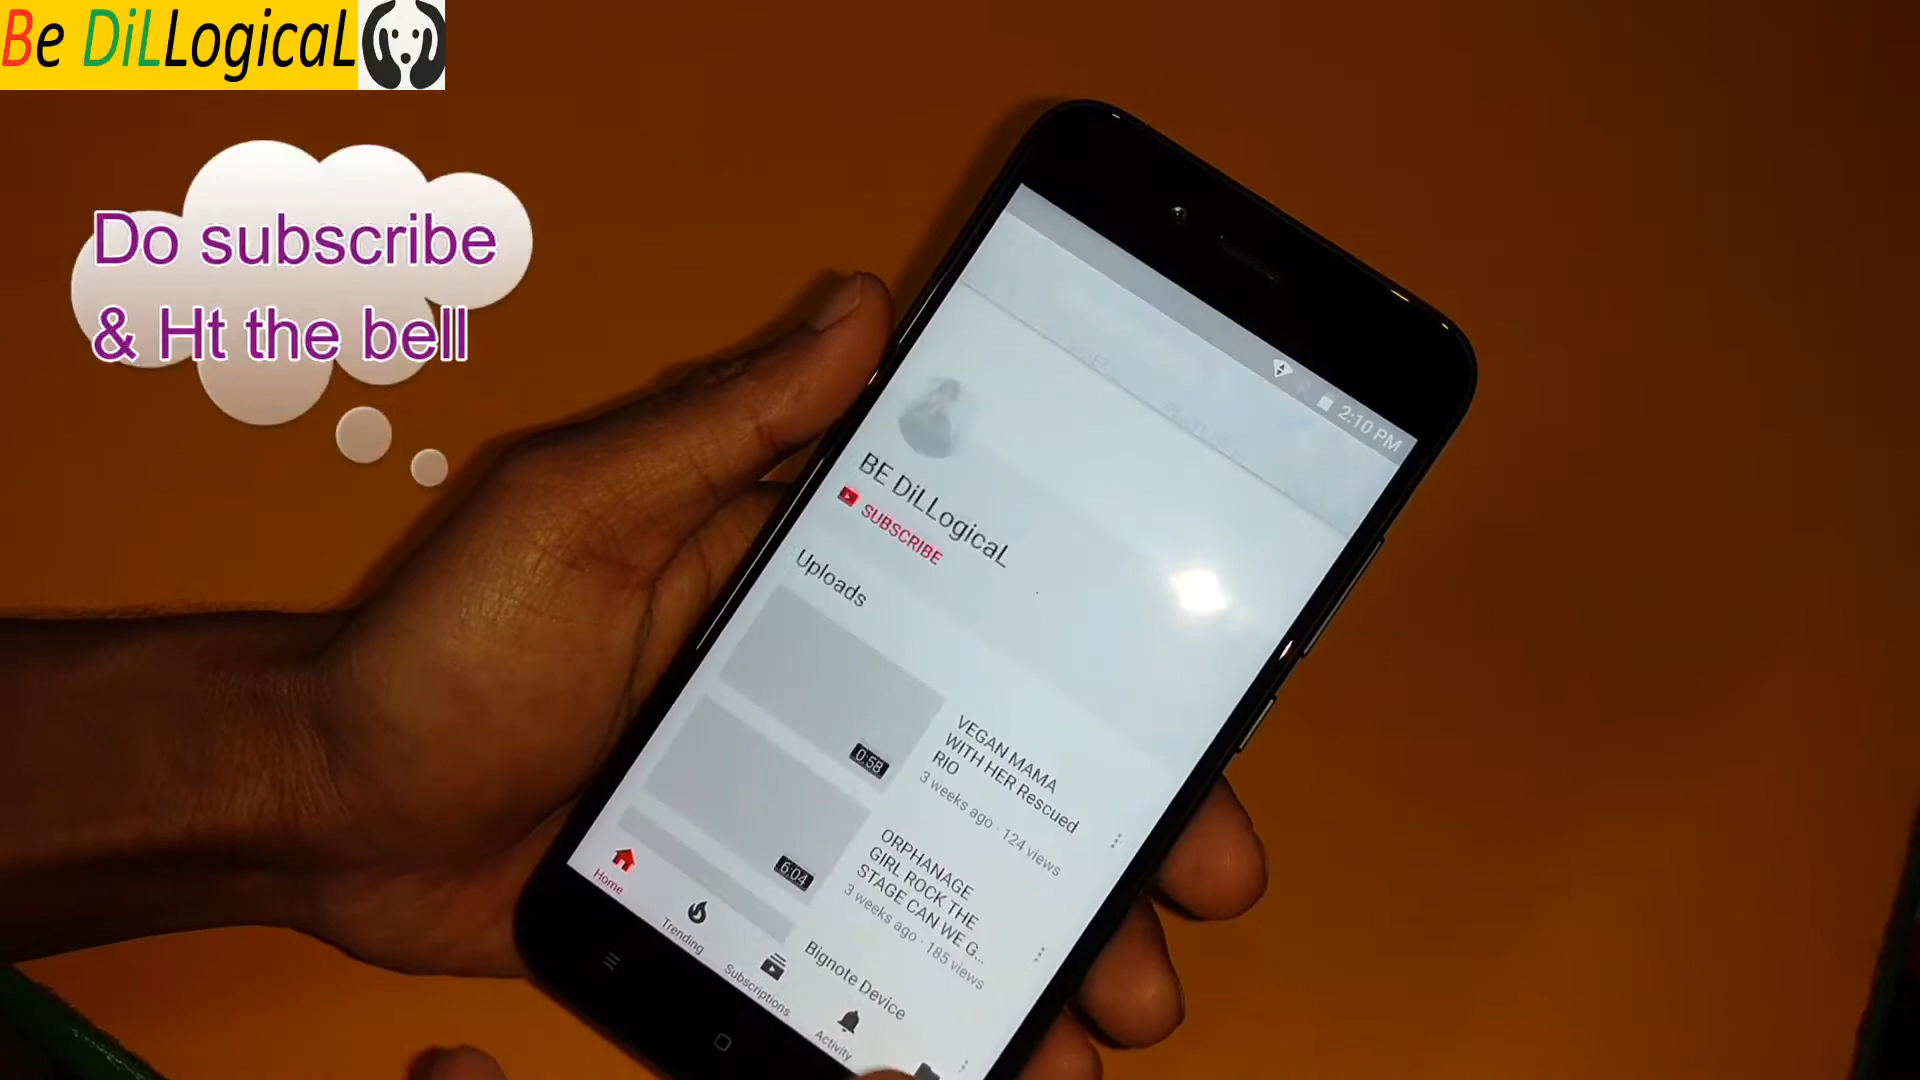 Be DiLLogicaL
Do subscribe
& Ht the bell
2:10 PM
BE DiLLogicaL
SUBSCRIBE
Uploads
0:58
VEGAN MAMA
WITH HER Rescued
RIO
3 weeks ago · 124 views
6:04
ORPHANAGE
GIRL ROCK THE
STAGE CAN WE G...
3 weeks ago · 185 views
Bignote Device
Home
Trending
Subscriptions
Activity